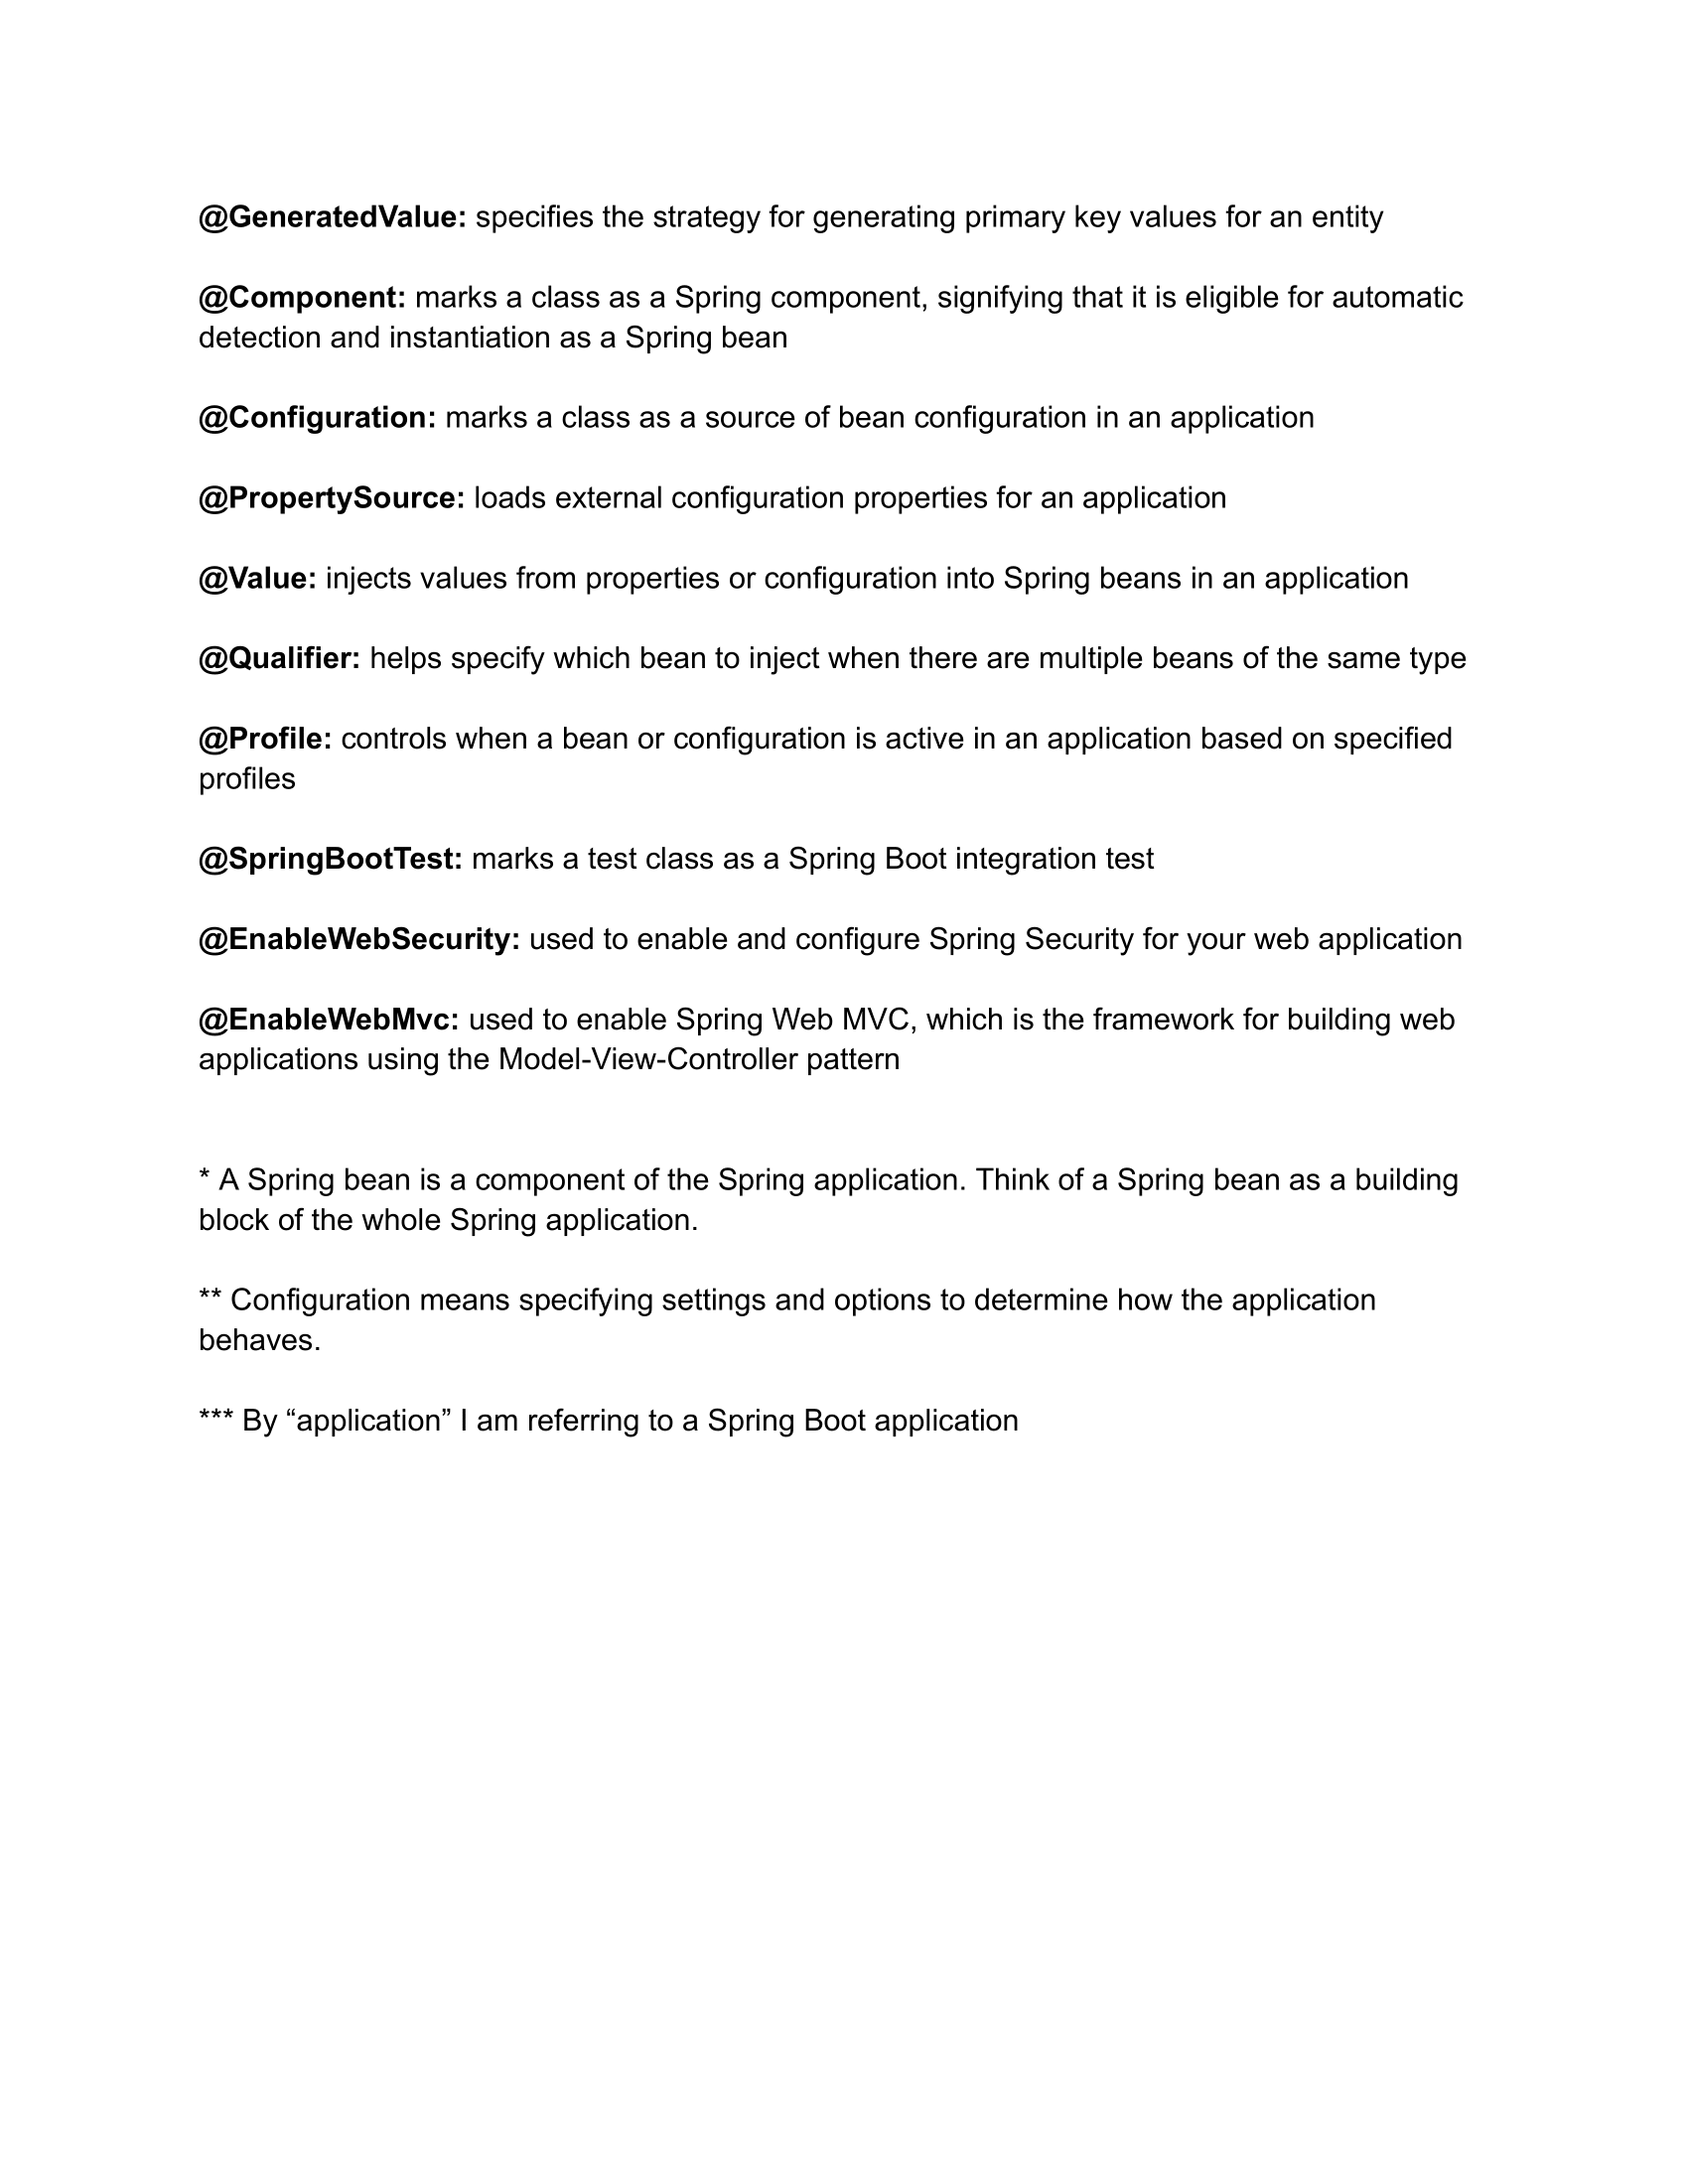 @GeneratedValue: specifies the strategy for generating primary key values for an entity
@Component: marks a class as a Spring component, signifying that it is eligible for automatic
detection and instantiation as a Spring bean
@Configuration: marks a class as a source of bean configuration in an application
@PropertySource: loads external configuration properties for an application
@Value: injects values from properties or configuration into Spring beans in an application
@Qualifier: helps specify which bean to inject when there are multiple beans of the same type
@Profile: controls when a bean or configuration is active in an application based on specified
profiles
@SpringBootTest: marks a test class as a Spring Boot integration test
@EnableWebSecurity: used to enable and configure Spring Security for your web application
@EnableWebMvc: used to enable Spring Web MVC, which is the framework for building web
applications using the Model-View-Controller pattern
* A Spring bean is a component of the Spring application. Think of a Spring bean as a building
block of the whole Spring application.
** Configuration means specifying settings and options to determine how the application
behaves.
*** By “application” I am referring to a Spring Boot application